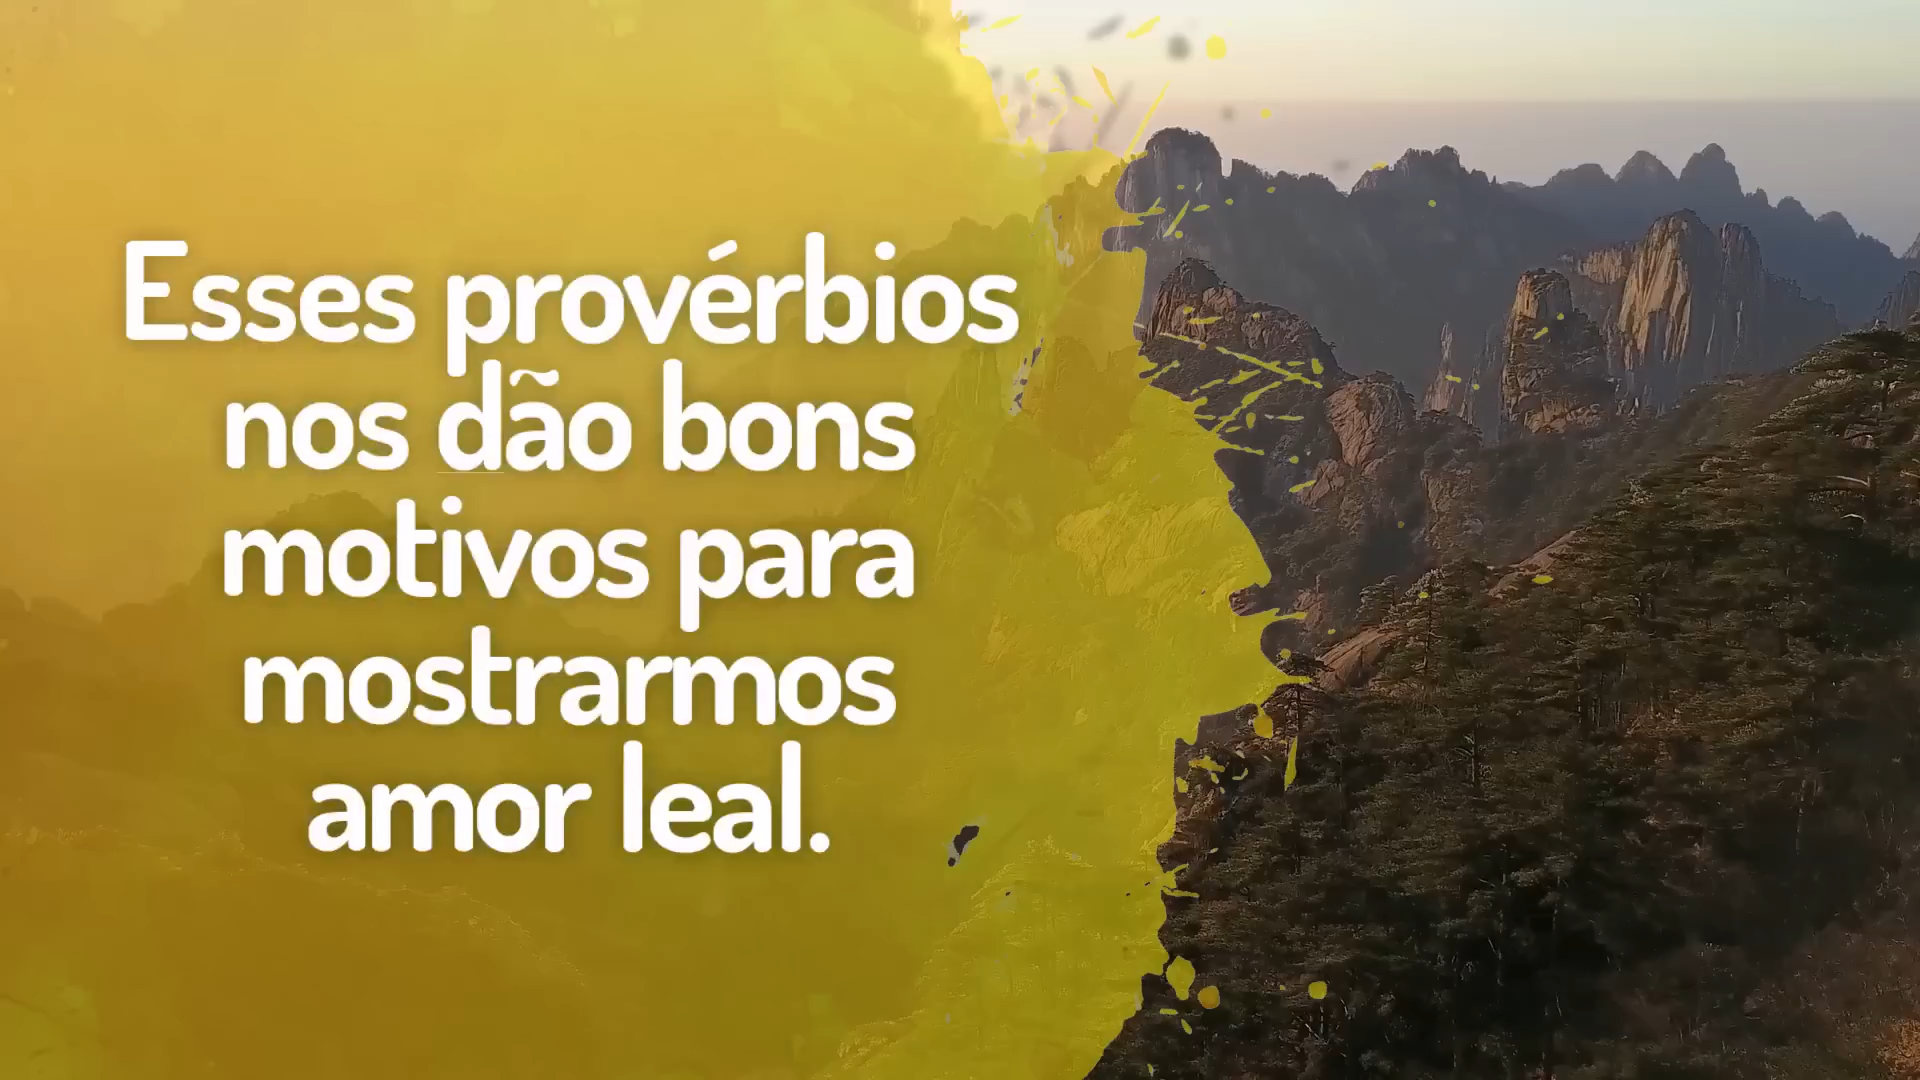 Esses provérbios
nos dão bons
motivos para
mostrarmos
amor leal.